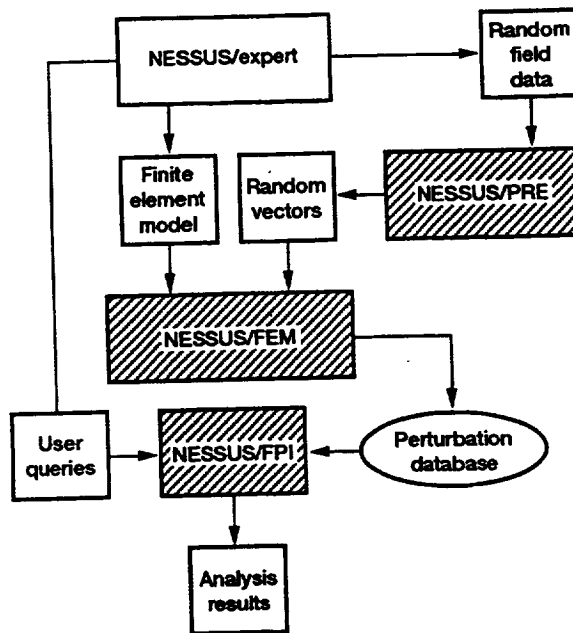 NESSUS/expert
Random
field
data
Finite
element
model
Random
vectors
NESSUS/PRE
NESSUS/FEM
User
queries
NESSUS/FPI
Perturbation
database
Analysis
results